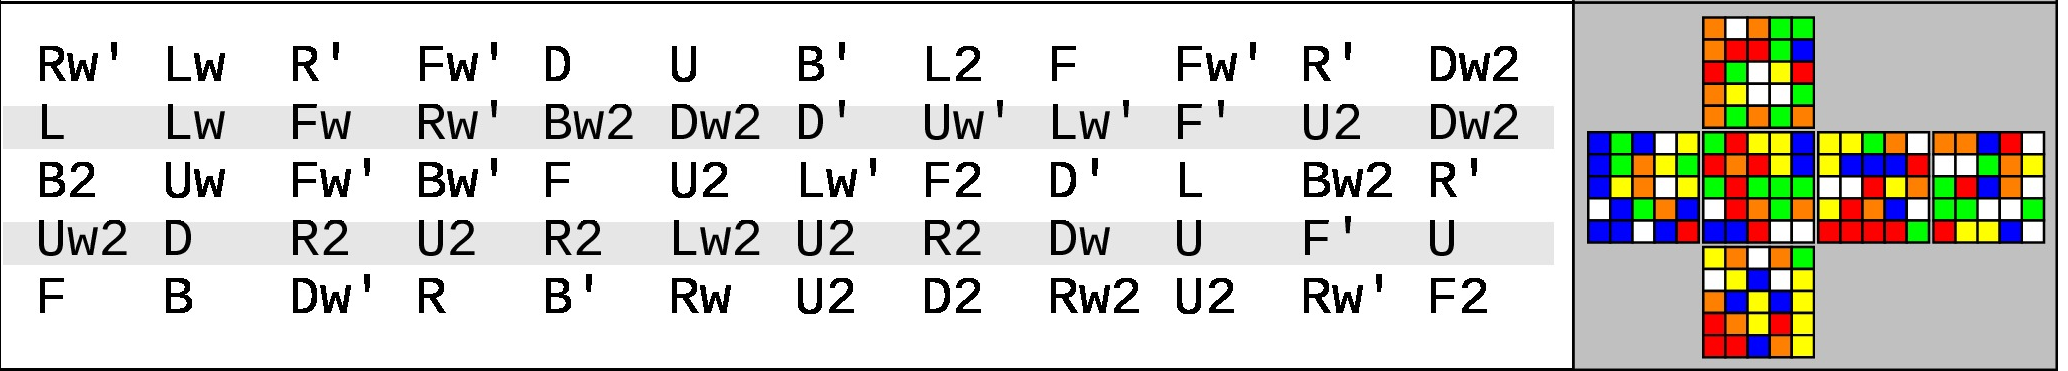 Rw' Lw R' Fw' D U B' L2 F Fw' R' Dw2
L Lw Fw Rw' Bw2 Dw2 D' Uw' Lw' F' U2 Dw2
B2 Uw Fw' Bw' F U2 Lw' F2 D' L Bw2 R'
Uw2 D R2 U2 R2 Lw2 U2 R2 Dw U F' U
F B Dw' R B' Rw U2 D2 Rw2 U2 Rw' F2